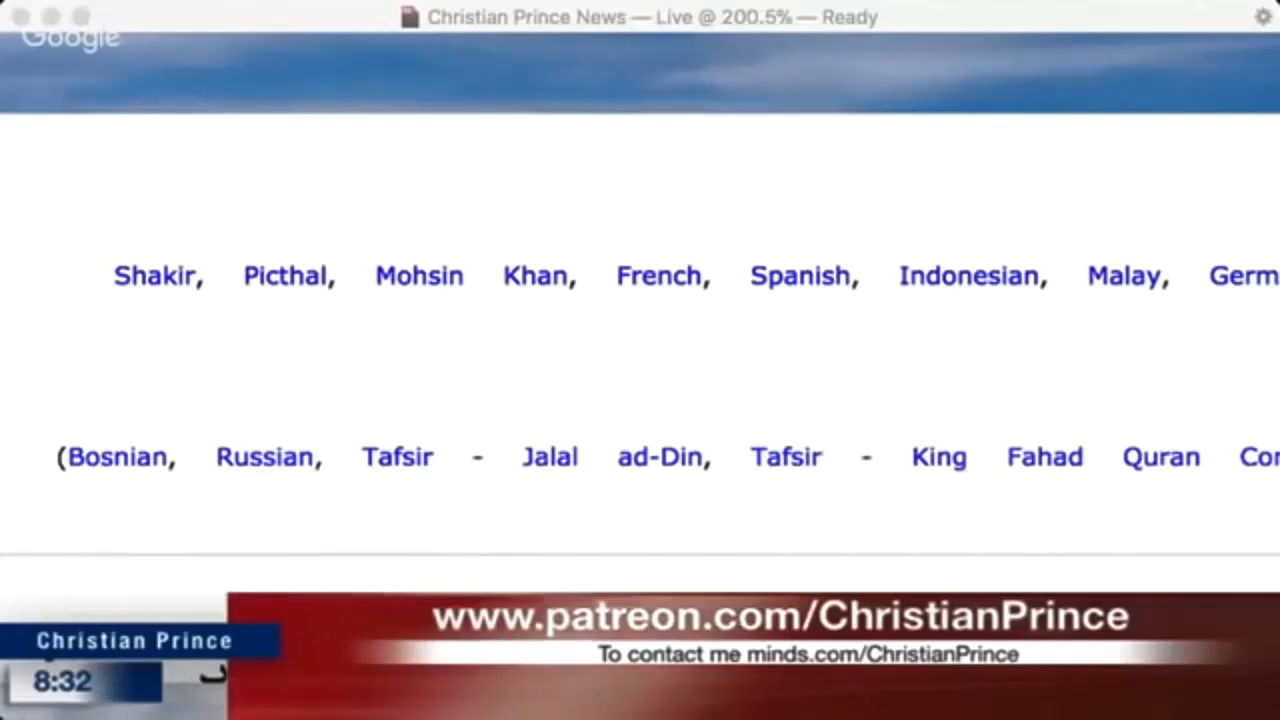 Christian Prince News — Live @ 200.5% — Ready
Google
Shakir, Picthal, Mohsin Khan, French, Spanish, Indonesian, Malay, Germ
(Bosnian, Russian, Tafsir - Jalal ad-Din, Tafsir - King Fahad Quran Cor
www.patreon.com/ChristianPrince
Christian Prince
To contact me minds.com/ChristianPrince
8:32